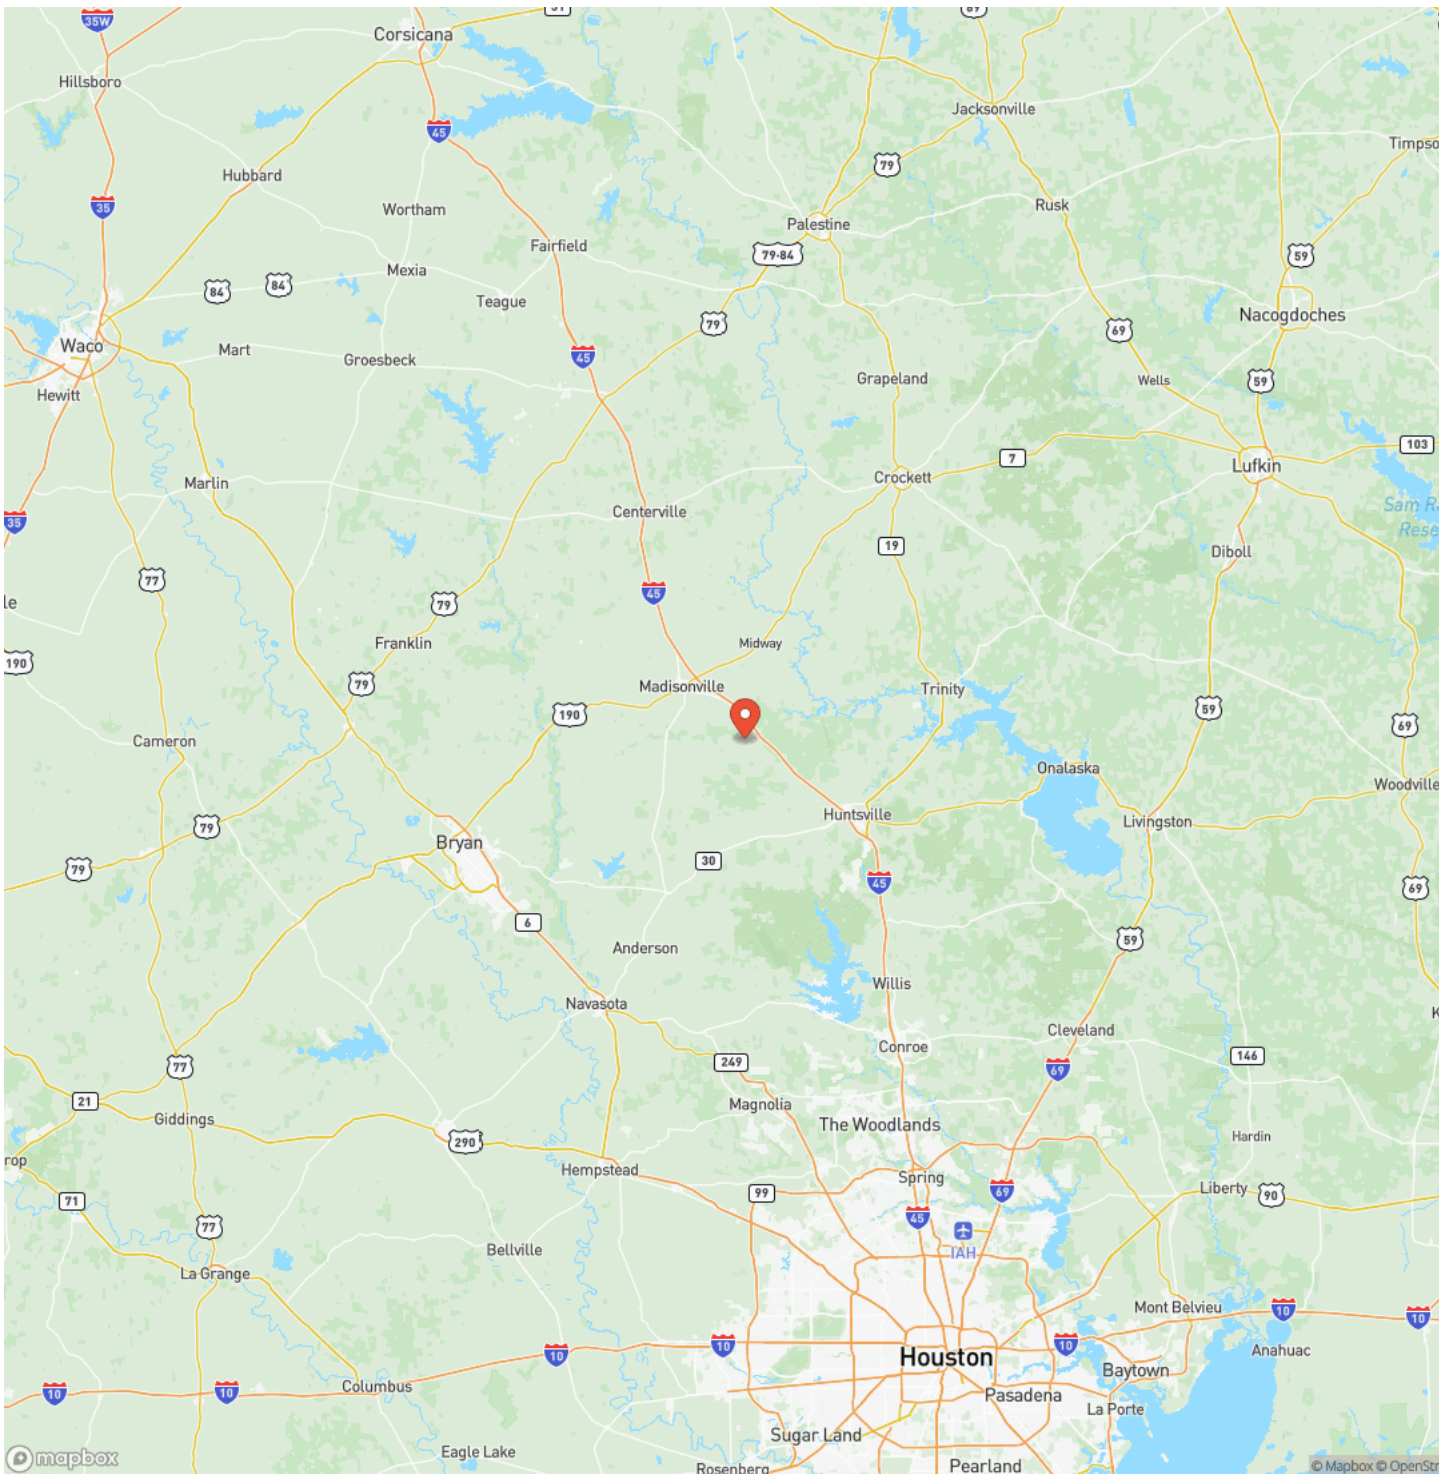 35W
Corsicana
31
69
Hillsboro
45
Jacksonville
Timpso
Hubbard
79
35
Wortham
Rusk
Palestine
Fairfield
79-84
59
Mexia
84
84
Teague
Nacogdoches
79
69
Waco
Mart
Groesbeck
45
Grapeland
Wells
59
Hewitt
103
7
Lufkin
Crockett
Marlin
Sam R
Rese
35
Centerville
19
Diboll
77
45
79
le
Franklin
Midway
190
79
Madisonville
Trinity
59
190
69
Cameron
Onalaska
Woodville
Huntsville
Livingston
79
Bryan
30
79
45
69
6
59
Anderson
Willis
Navasota
Cleveland
K
Conroe
146
249
77
69
21
Magnolia
Giddings
The Woodlands
Hardin
290
rop
Hempstead
Spring
99
69
Liberty
90
71
45
77
IAH
Bellville
La Grange
Mont Belvieu
10
10
10
10
10
Houston
Anahuac
Baytown
10
10
Columbus
Pasadena
La Porte
Sugar Land
Eagle Lake
mapbox
Rosenberg
Pearland
© Mapbox © OpenStr